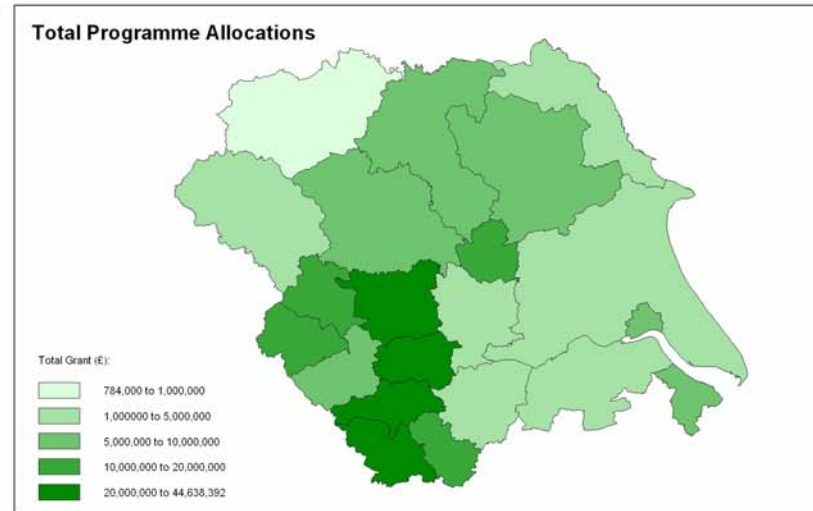 Total Programme Allocations
Total Grant (£):
784,000 to 1,000,000
1,000000 to 5,000,000
5,000,000 to 10,000,000
10,000,000 to 20,000,000
20,000,000 to 44,638,392